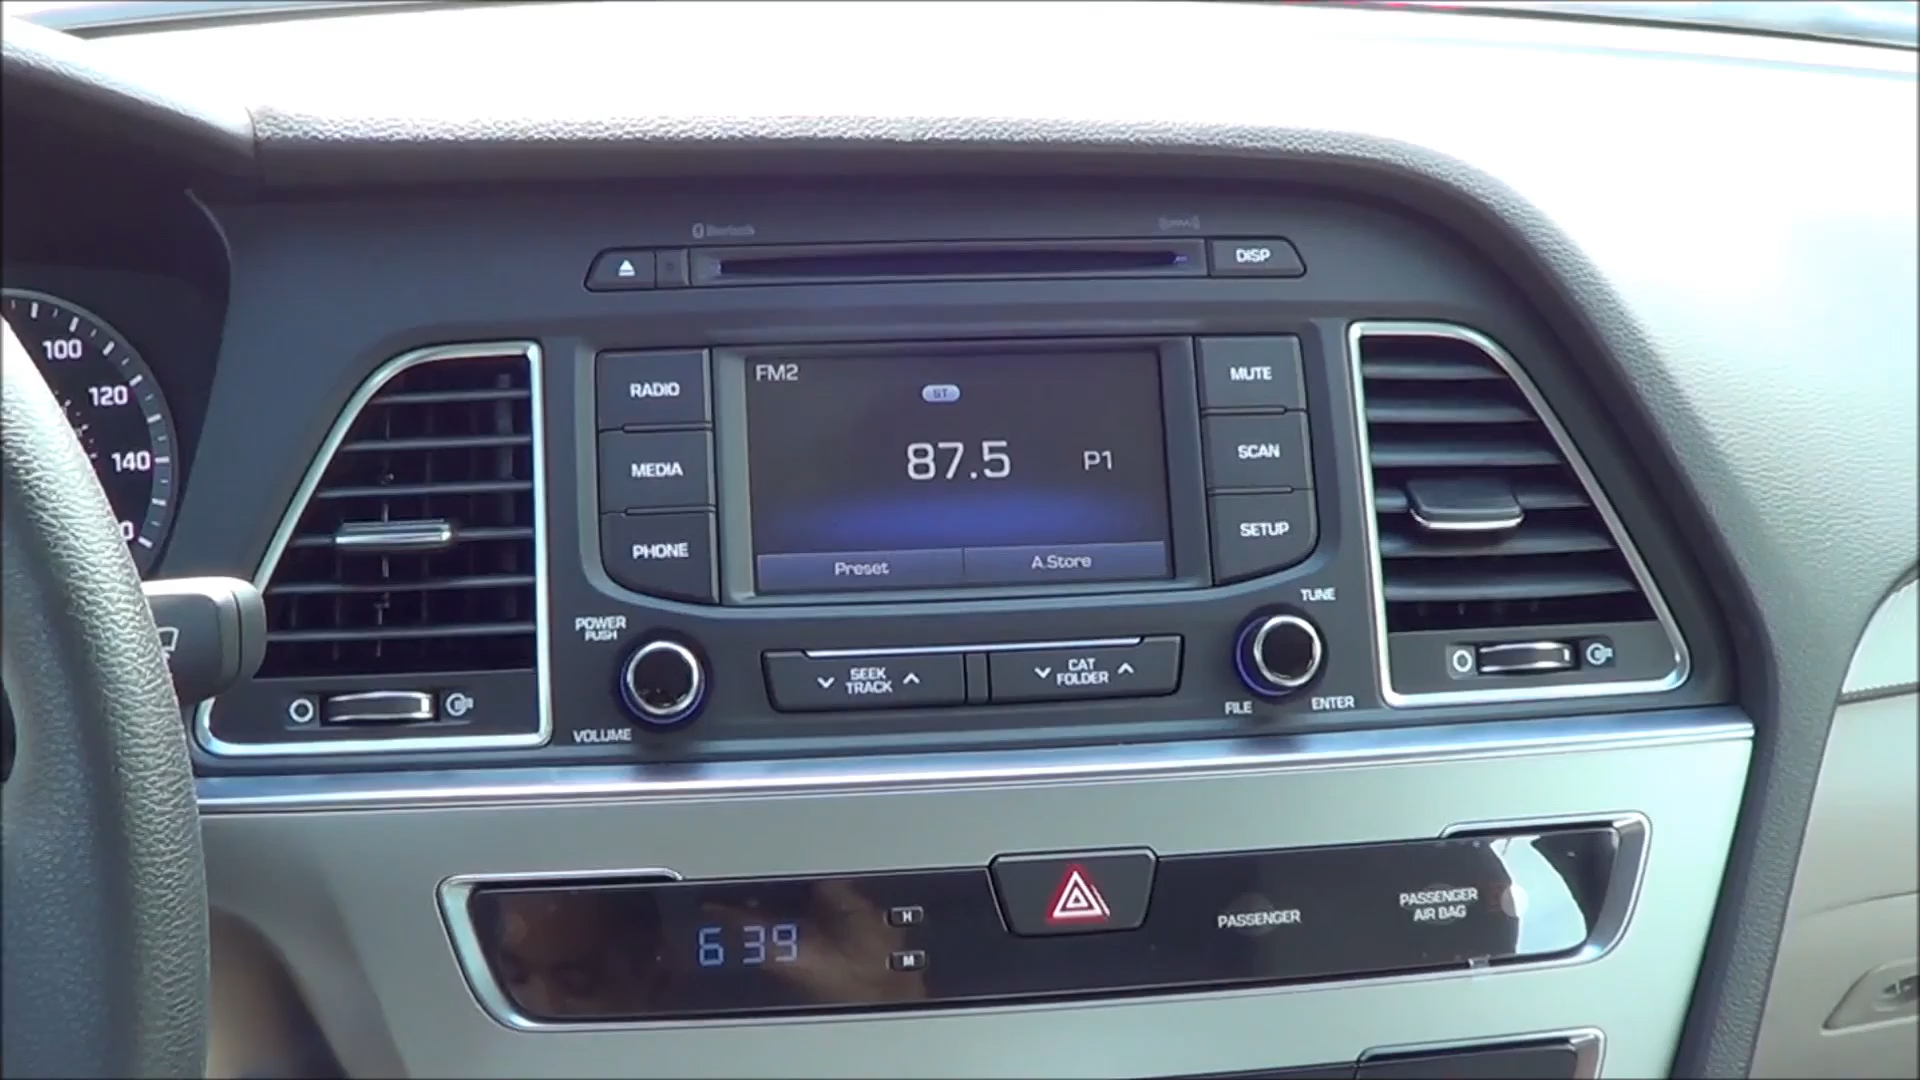 Bluetooth
DISP
100
120
140
RADIO
MEDIA
PHONE
FM2
ST
87.5
P1
Preset
A.Store
MUTE
SCAN
SETUP
POWER
PUSH
VOLUME
SEEK
TRACK
CAT
FOLDER
TUNE
FILE
ENTER
6 39
H
M
PASSENGER
PASSENGER
AIR BAG